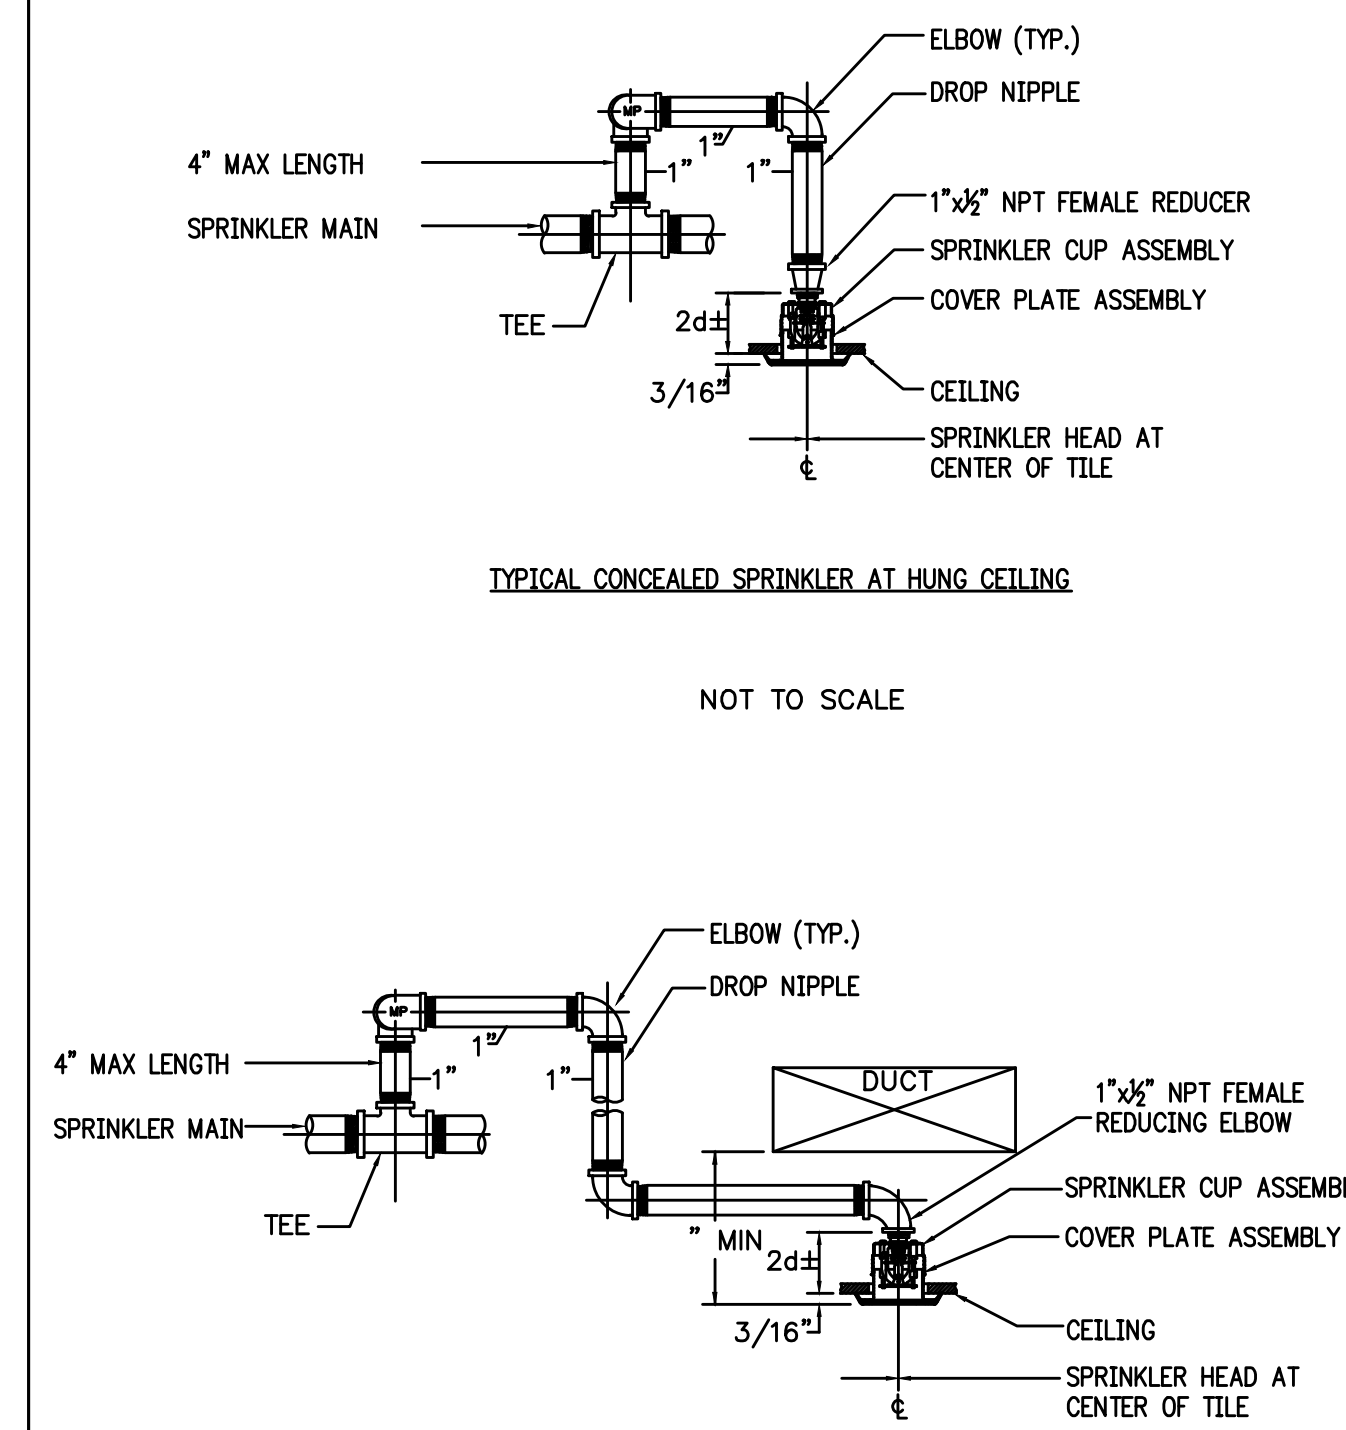 ELBOW (TYP.)
DROP NIPPLE
MP
1"
4" MAX LENGTH
1"
1"
1"x½" NPT FEMALE REDUCER
SPRINKLER MAIN
SPRINKLER CUP ASSEMBLY
COVER PLATE ASSEMBLY
TEE
2d±
3/16"
CEILING
SPRINKLER HEAD AT
CENTER OF TILE
℄
TYPICAL CONCEALED SPRINKLER AT HUNG CEILING
NOT TO SCALE
ELBOW (TYP.)
DROP NIPPLE
MP
1"
4" MAX LENGTH
1"
1"
DUCT
1"x½" NPT FEMALE
REDUCING ELBOW
SPRINKLER MAIN
SPRINKLER CUP ASSEMBL
TEE
" MIN
COVER PLATE ASSEMBLY
2d±
3/16"
CEILING
SPRINKLER HEAD AT
CENTER OF TILE
℄